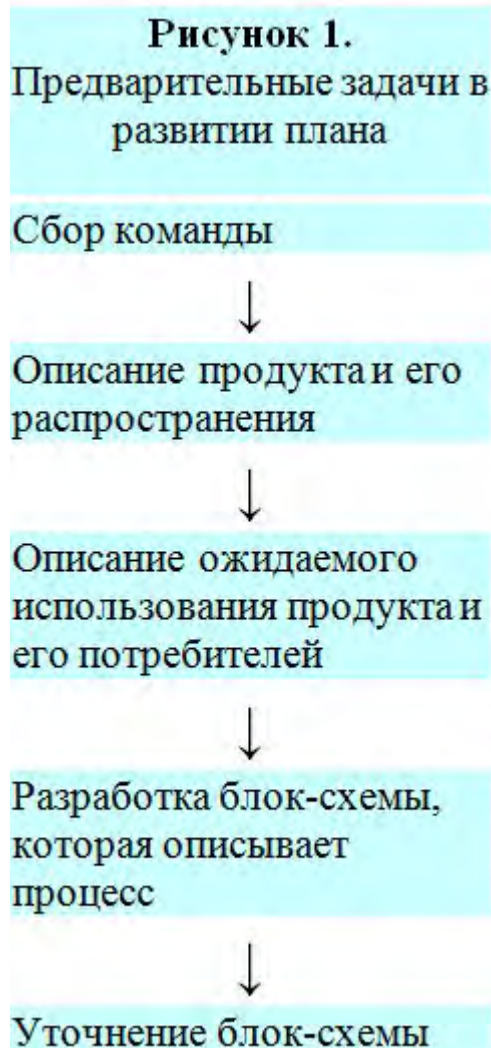 Рисунок 1.
Предварительные задачи в
развитии плана
Сбор команды
↓
Описание продукта и его
распространения
↓
Описание ожидаемого
использования продукта и
его потребителей
↓
Разработка блок-схемы,
которая описывает
процесс
↓
Уточнение блок-схемы